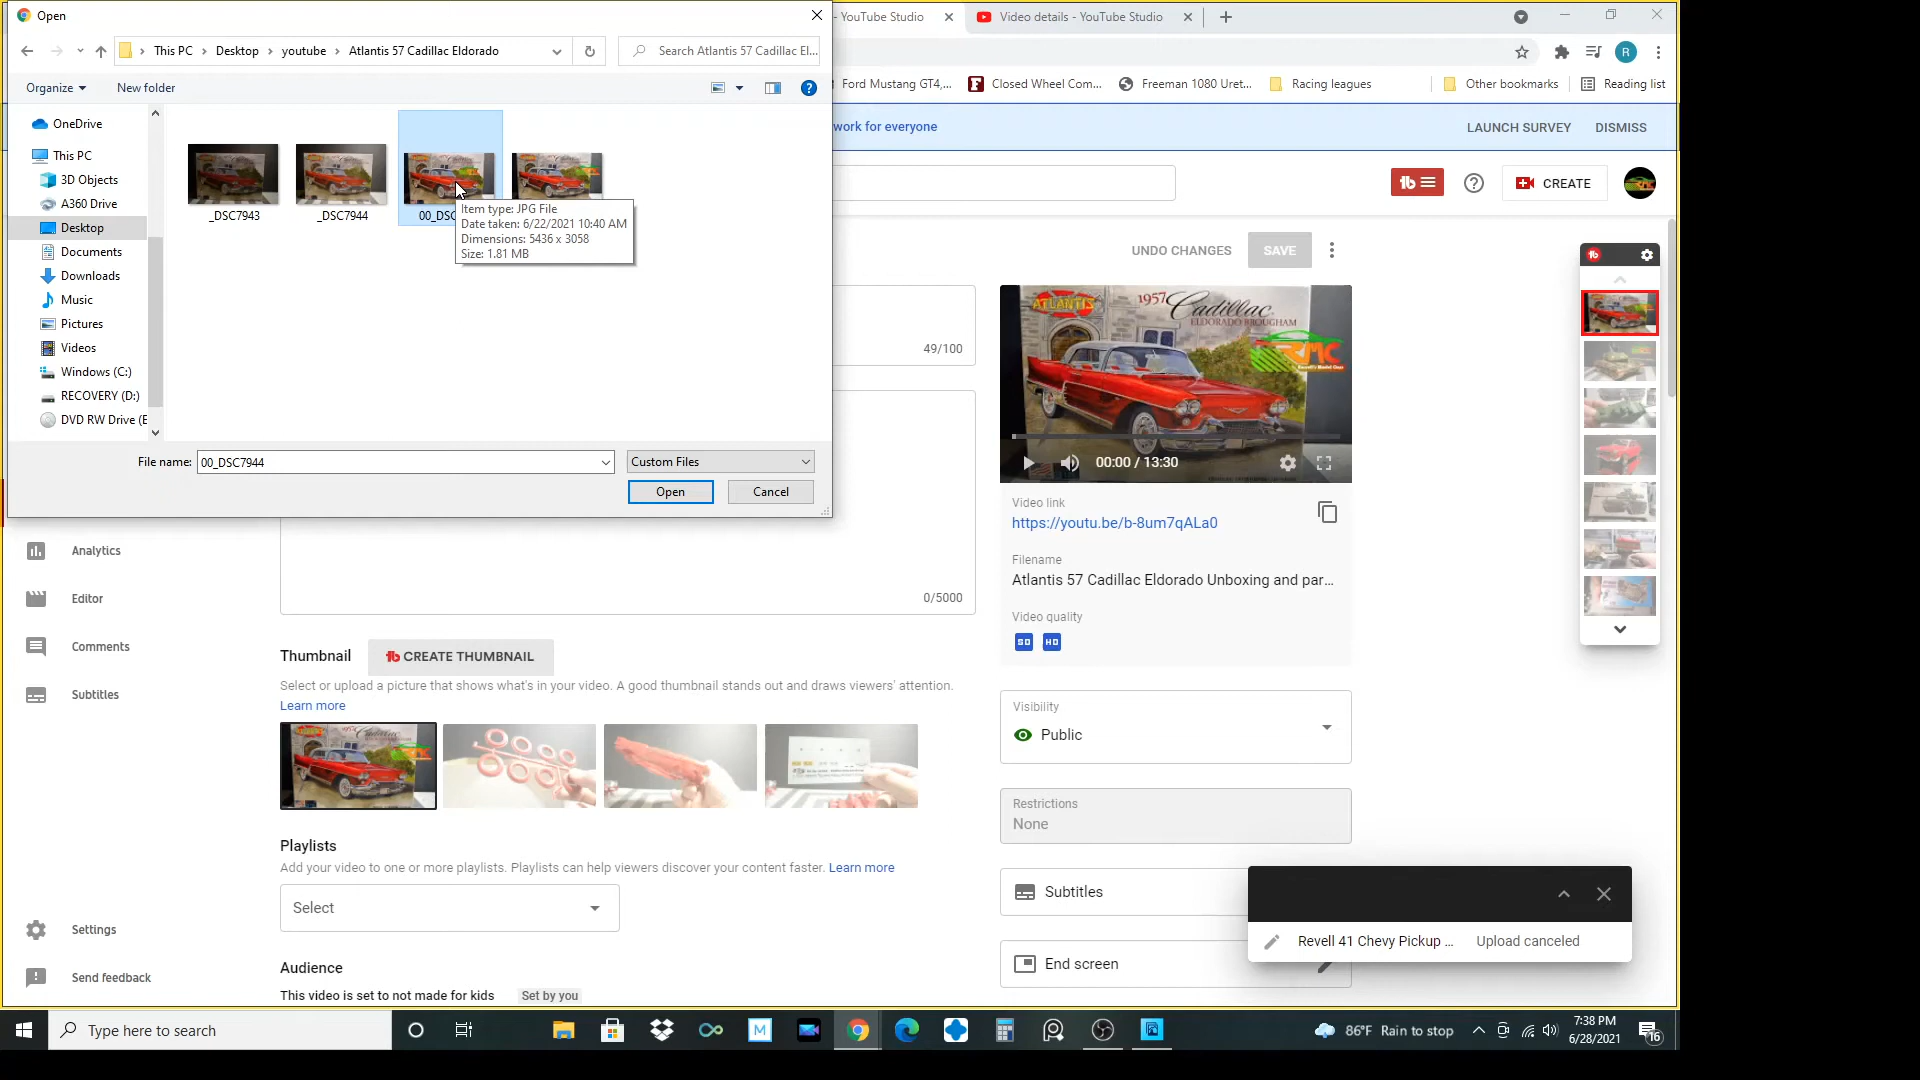 Open
- YouTube Studio
Video details - YouTube Studio
This PC
Desktop
youtube
Atlantis 57 Cadillac Eldorado
Search Atlantis 57 Cadillac El...
R
Organize
New folder
Ford Mustang GT4,...
Closed Wheel Com...
Freeman 1080 Uret...
Racing leagues
Other bookmarks
Reading list
OneDrive
This PC
3D Objects
A360 Drive
Desktop
Documents
Downloads
Music
Pictures
Videos
Windows (C:)
RECOVERY (D:)
DVD RW Drive (E
_DSC7943
_DSC7944
00_DSC
Item type: JPG File
Date taken: 6/22/2021 10:40 AM
Dimensions: 5436 x 3058
Size: 1.81 MB
File name:
00_DSC7944
Custom Files
Open
Cancel
work for everyone
LAUNCH SURVEY
DISMISS
CREATE
UNDO CHANGES
SAVE
49/100
0/5000
ATLANTIS
1957
Cadillac
ELDORADO BROUGHAM
RMC
00:00 / 13:30
Video link
https://youtu.be/b-8um7qALa0
Filename
Atlantis 57 Cadillac Eldorado Unboxing and par...
Video quality
SD
HD
Analytics
Editor
Comments
Subtitles
Settings
Send feedback
Thumbnail
CREATE THUMBNAIL
Select or upload a picture that shows what's in your video. A good thumbnail stands out and draws viewers' attention.
Learn more
Playlists
Add your video to one or more playlists. Playlists can help viewers discover your content faster. Learn more
Select
Audience
This video is set to not made for kids
Set by you
Visibility
Public
Restrictions
None
Subtitles
End screen
Revell 41 Chevy Pickup ...
Upload canceled
Type here to search
86°F Rain to stop
7:38 PM
6/28/2021
16